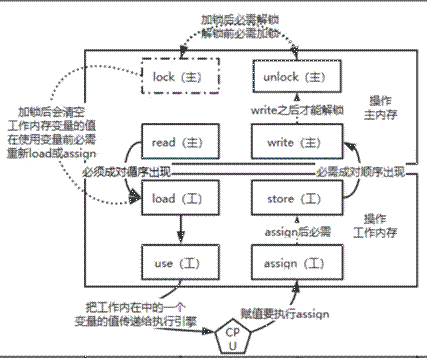 加锁后必需解锁
解锁前必需加锁
lock（主）
unlock（主）
操作
主内存
加锁后会清空
工作内存变量的值
在使用变量前必需
重新load或assign
write之后才能解锁
read（主）
write（主）
必须成对循序出现
必需成对顺序出现
load（工）
store（工）
操作
工作内存
assign后必需
use（工）
assign（工）
把工作内在中的一个
变量的值传递给执行引擎
CP
U
赋值要执行assign